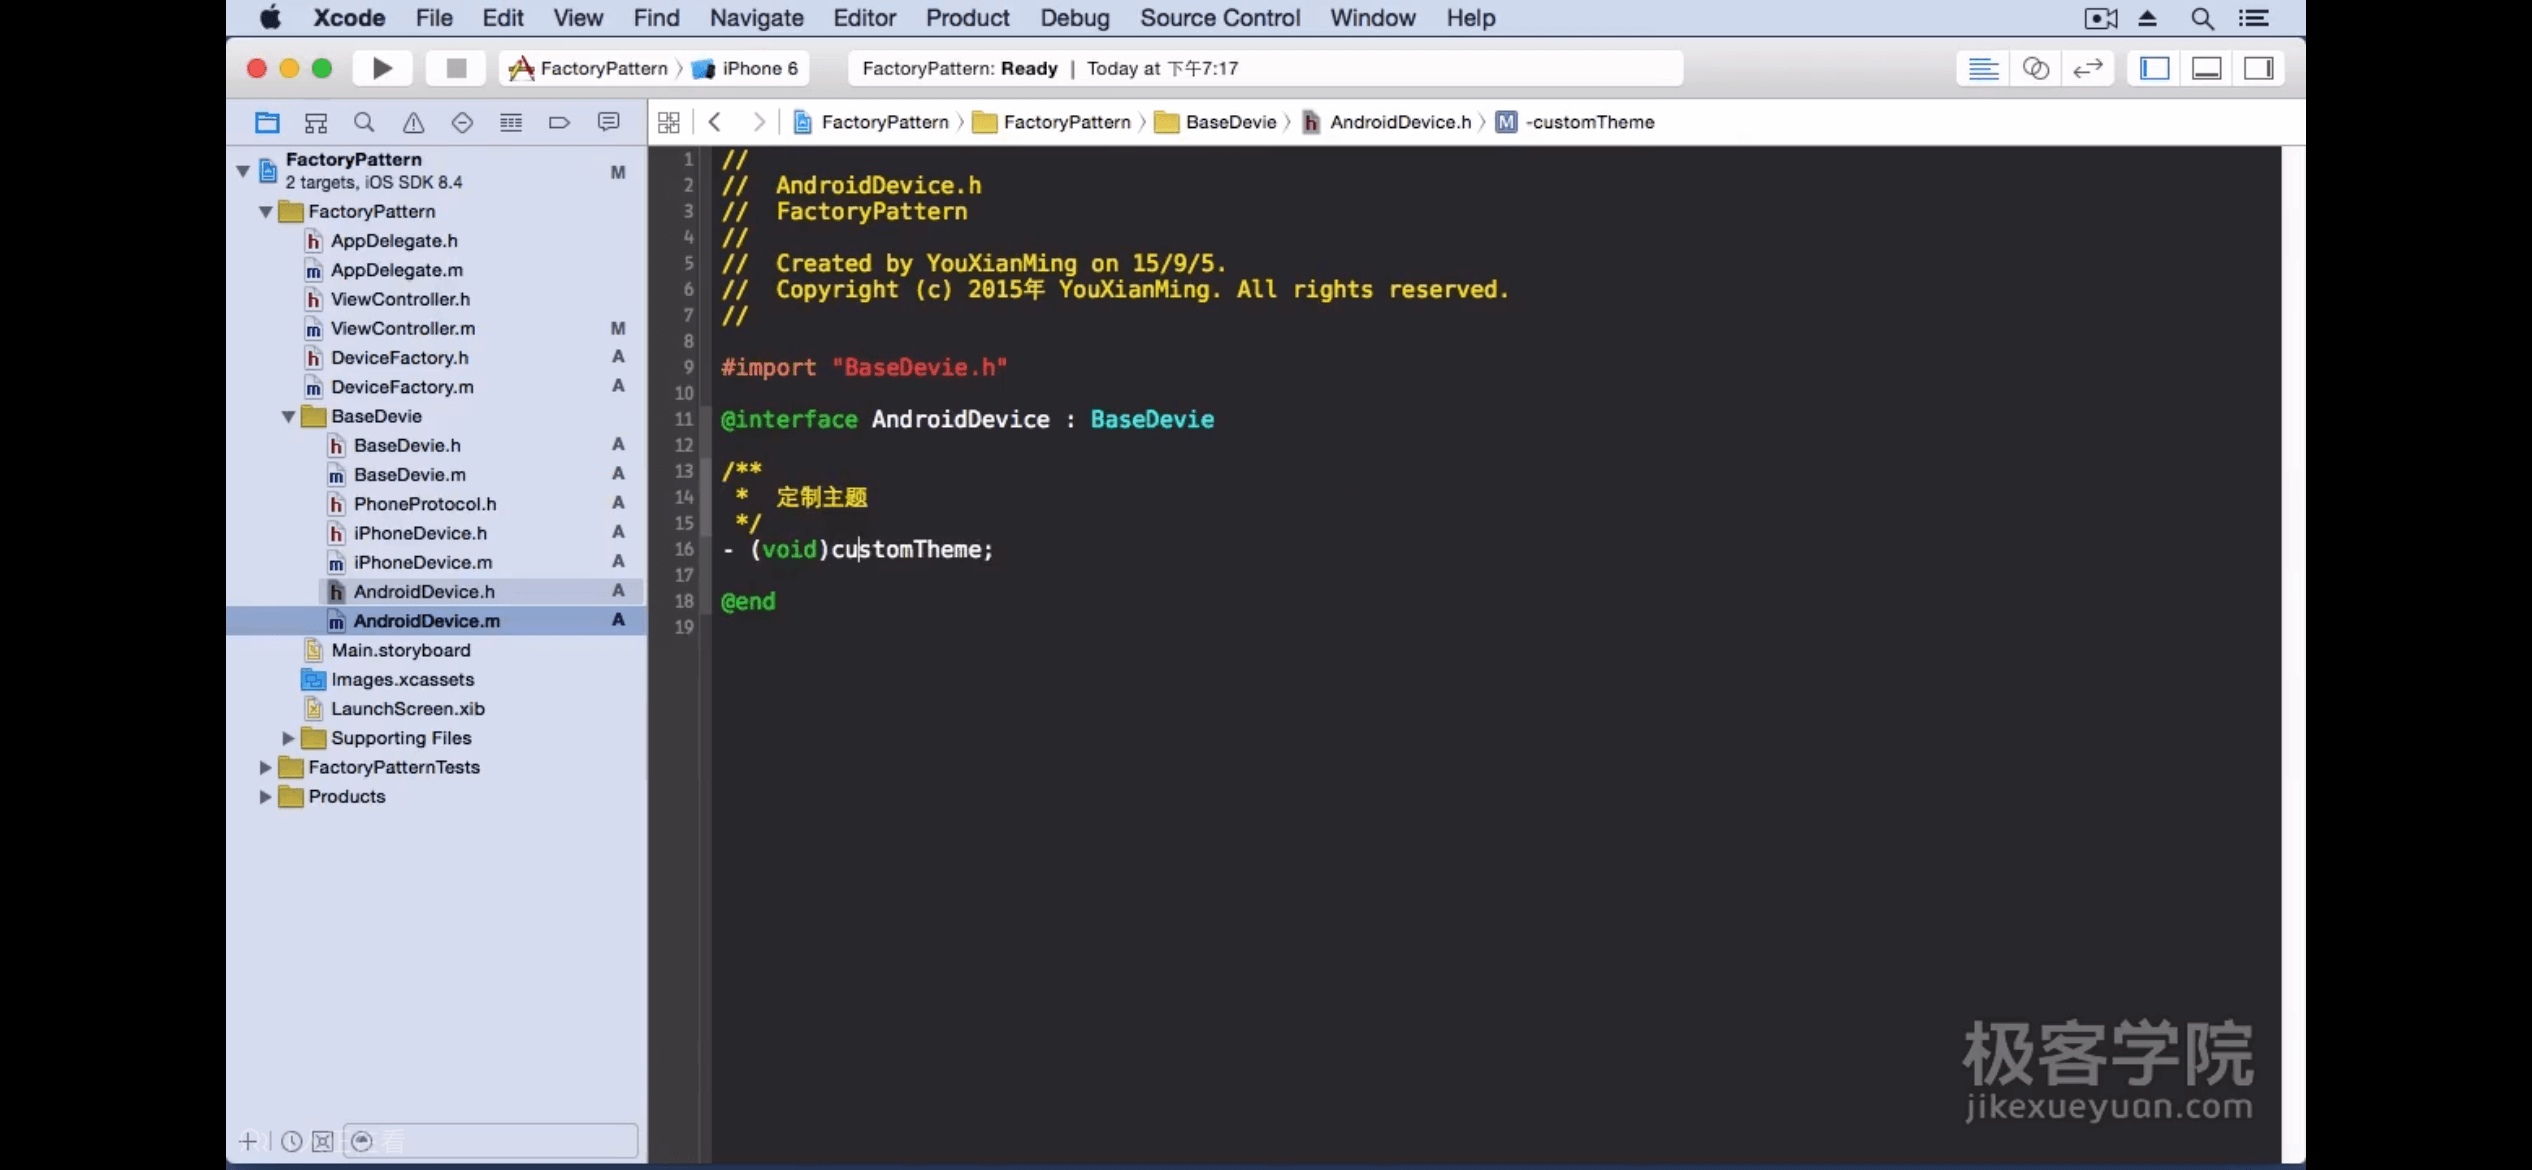 Xcode File Edit View Find Navigate Editor Product Debug Source Control Window Help
FactoryPattern iPhone 6 FactoryPattern: Ready | Today at 下午7:17
FactoryPattern FactoryPattern BaseDevie h AndroidDevice.h M -customTheme
FactoryPattern
2 targets, iOS SDK 8.4 M
FactoryPattern
h AppDelegate.h
m AppDelegate.m
h ViewController.h
m ViewController.m M
h DeviceFactory.h A
m DeviceFactory.m A
BaseDevie
h BaseDevie.h A
m BaseDevie.m A
h PhoneProtocol.h A
h iPhoneDevice.h A
m iPhoneDevice.m A
h AndroidDevice.h A
m AndroidDevice.m A
Main.storyboard
Images.xcassets
LaunchScreen.xib
Supporting Files
FactoryPatternTests
Products
1 //
2 // AndroidDevice.h
3 // FactoryPattern
4 //
5 // Created by YouXianMing on 15/9/5.
6 // Copyright (c) 2015年 YouXianMing. All rights reserved.
7 //
8
9 #import "BaseDevie.h"
10
11 @interface AndroidDevice : BaseDevie
12
13 /**
14 * 定制主题
15 */
16 - (void)customTheme;
17
18 @end
19
极客学院
jikexueyuan.com